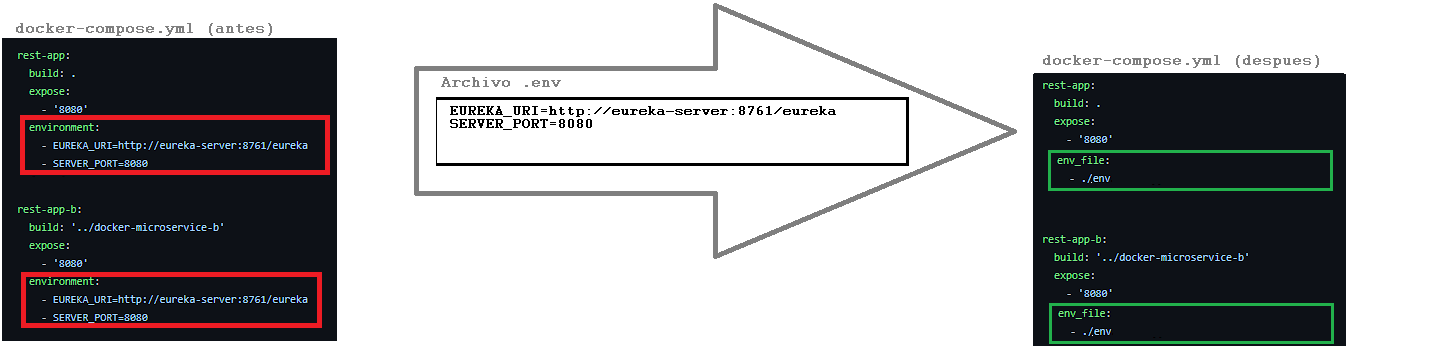 docker-compose.yml (antes)
rest-app:
build: .
expose:
- '8080'
environment:
- EUREKA_URI=http://eureka-server:8761/eureka
- SERVER_PORT=8080
rest-app-b:
build: '../docker-microservice-b'
expose:
- '8080'
environment:
- EUREKA_URI=http://eureka-server:8761/eureka
- SERVER_PORT=8080
Archivo .env
EUREKA_URI=http://eureka-server:8761/eureka
SERVER_PORT=8080
docker-compose.yml (despues)
rest-app:
build: .
expose:
- '8080'
env_file:
- ./env
rest-app-b:
build: '../docker-microservice-b'
expose:
- '8080'
env_file:
- ./env